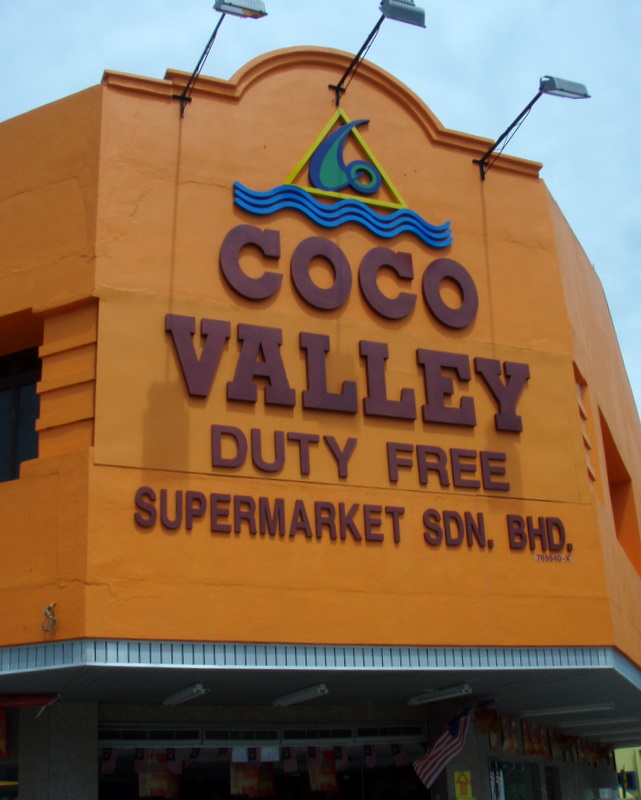 COCO
VALLEY
DUTY FREE
SUPERMARKET SDN. BHD.
769540-X